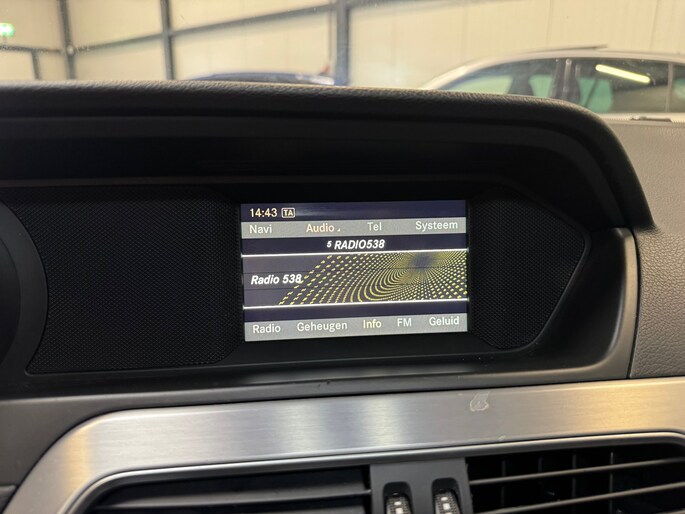 14:43 TA
Navi Audio Tel Systeem
5 RADIO538
Radio 538
Radio Geheugen Info FM Geluid